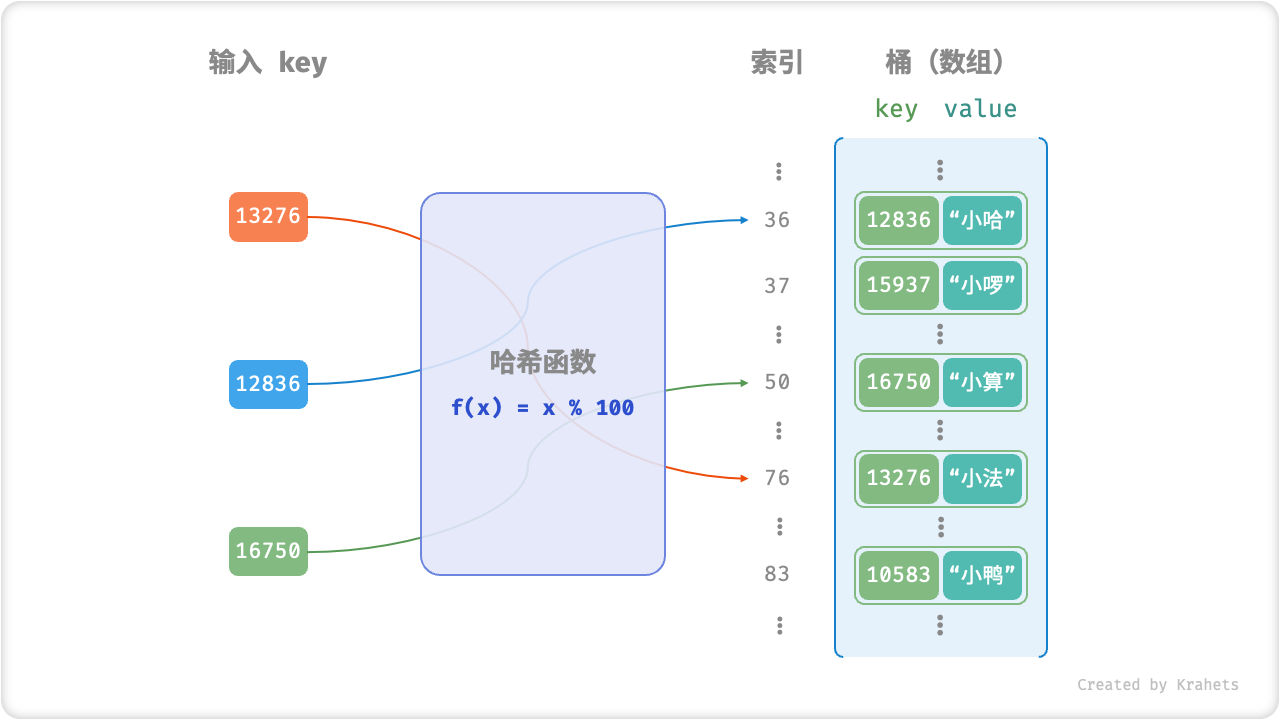 输入 key
索引
桶（数组）
key value
13276
12836
16750
哈希函数
f(x) = x % 100
36
12836 “小哈”
37
15937 “小啰”
50
16750 “小算”
76
13276 “小法”
83
10583 “小鸭”
Created by Krahets